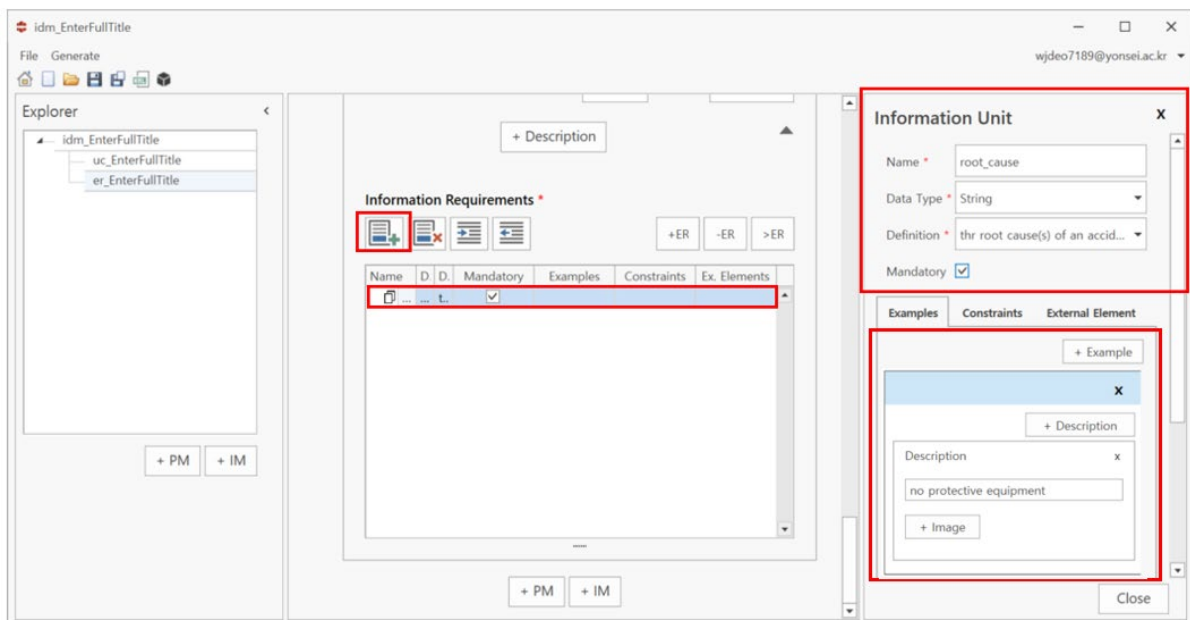 idm_EnterFullTitle
File Generate
wjdeo7189@yonsei.ac.kr
Explorer
idm_EnterFullTitle
uc_EnterFullTitle
er_EnterFullTitle
+ PM + IM
+ Description
Information Requirements *
+ER -ER >ER
Name D D. Mandatory Examples Constraints Ex. Elements
... ... t..
+ PM + IM
Information Unit x
Name * root_cause
Data Type * String
Definition * thr root cause(s) of an accid...
Mandatory
Examples Constraints External Element
+ Example
x
+ Description
Description x
no protective equipment
+ Image
Close